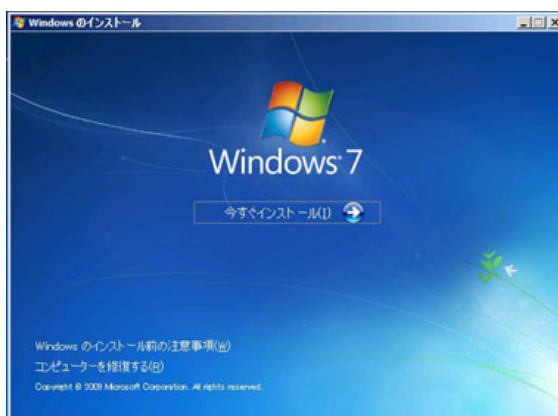 Windows のインストール
Windows 7
今すぐインストール(I)
Windows のインストール前の注意事項(W)
コンピューターを修復する(R)
Copyright © 2009 Microsoft Corporation. All rights reserved.